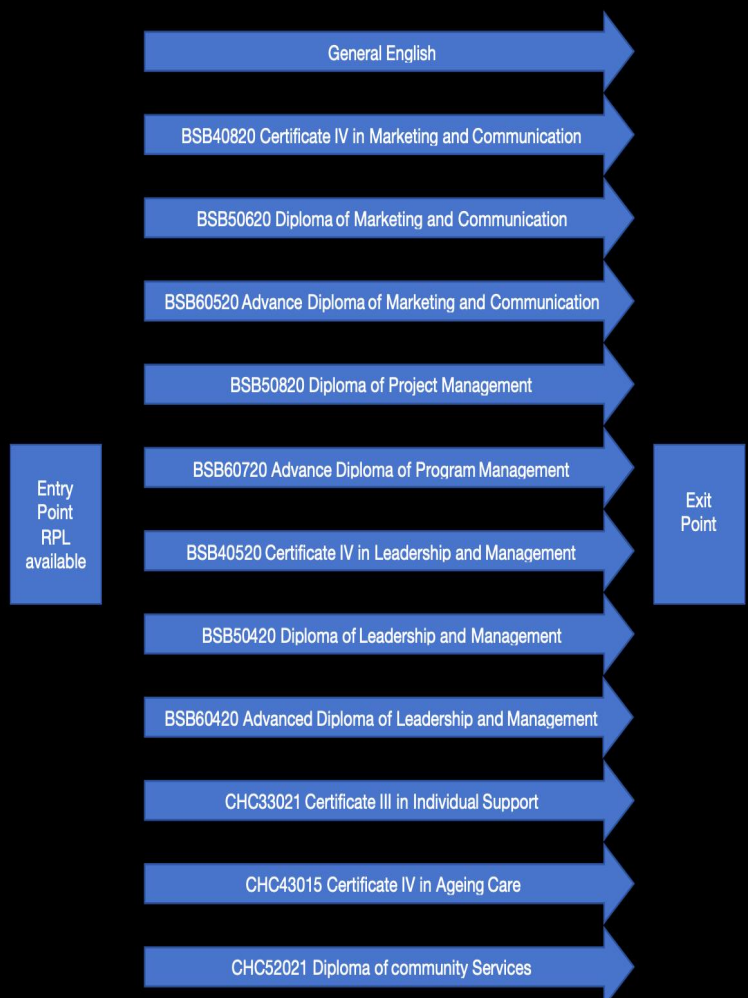 General English
BSB40820 Certificate IV in Marketing and Communication
BSB50620 Diploma of Marketing and Communication
BSB60520 Advance Diploma of Marketing and Communication
BSB50820 Diploma of Project Management
BSB60720 Advance Diploma of Program Management
Entry
Point
RPL
available
Exit
Point
BSB40520 Certificate IV in Leadership and Management
BSB50420 Diploma of Leadership and Management
BSB60420 Advanced Diploma of Leadership and Management
CHC33021 Certificate III in Individual Support
CHC43015 Certificate IV in Ageing Care
CHC52021 Diploma of community Services